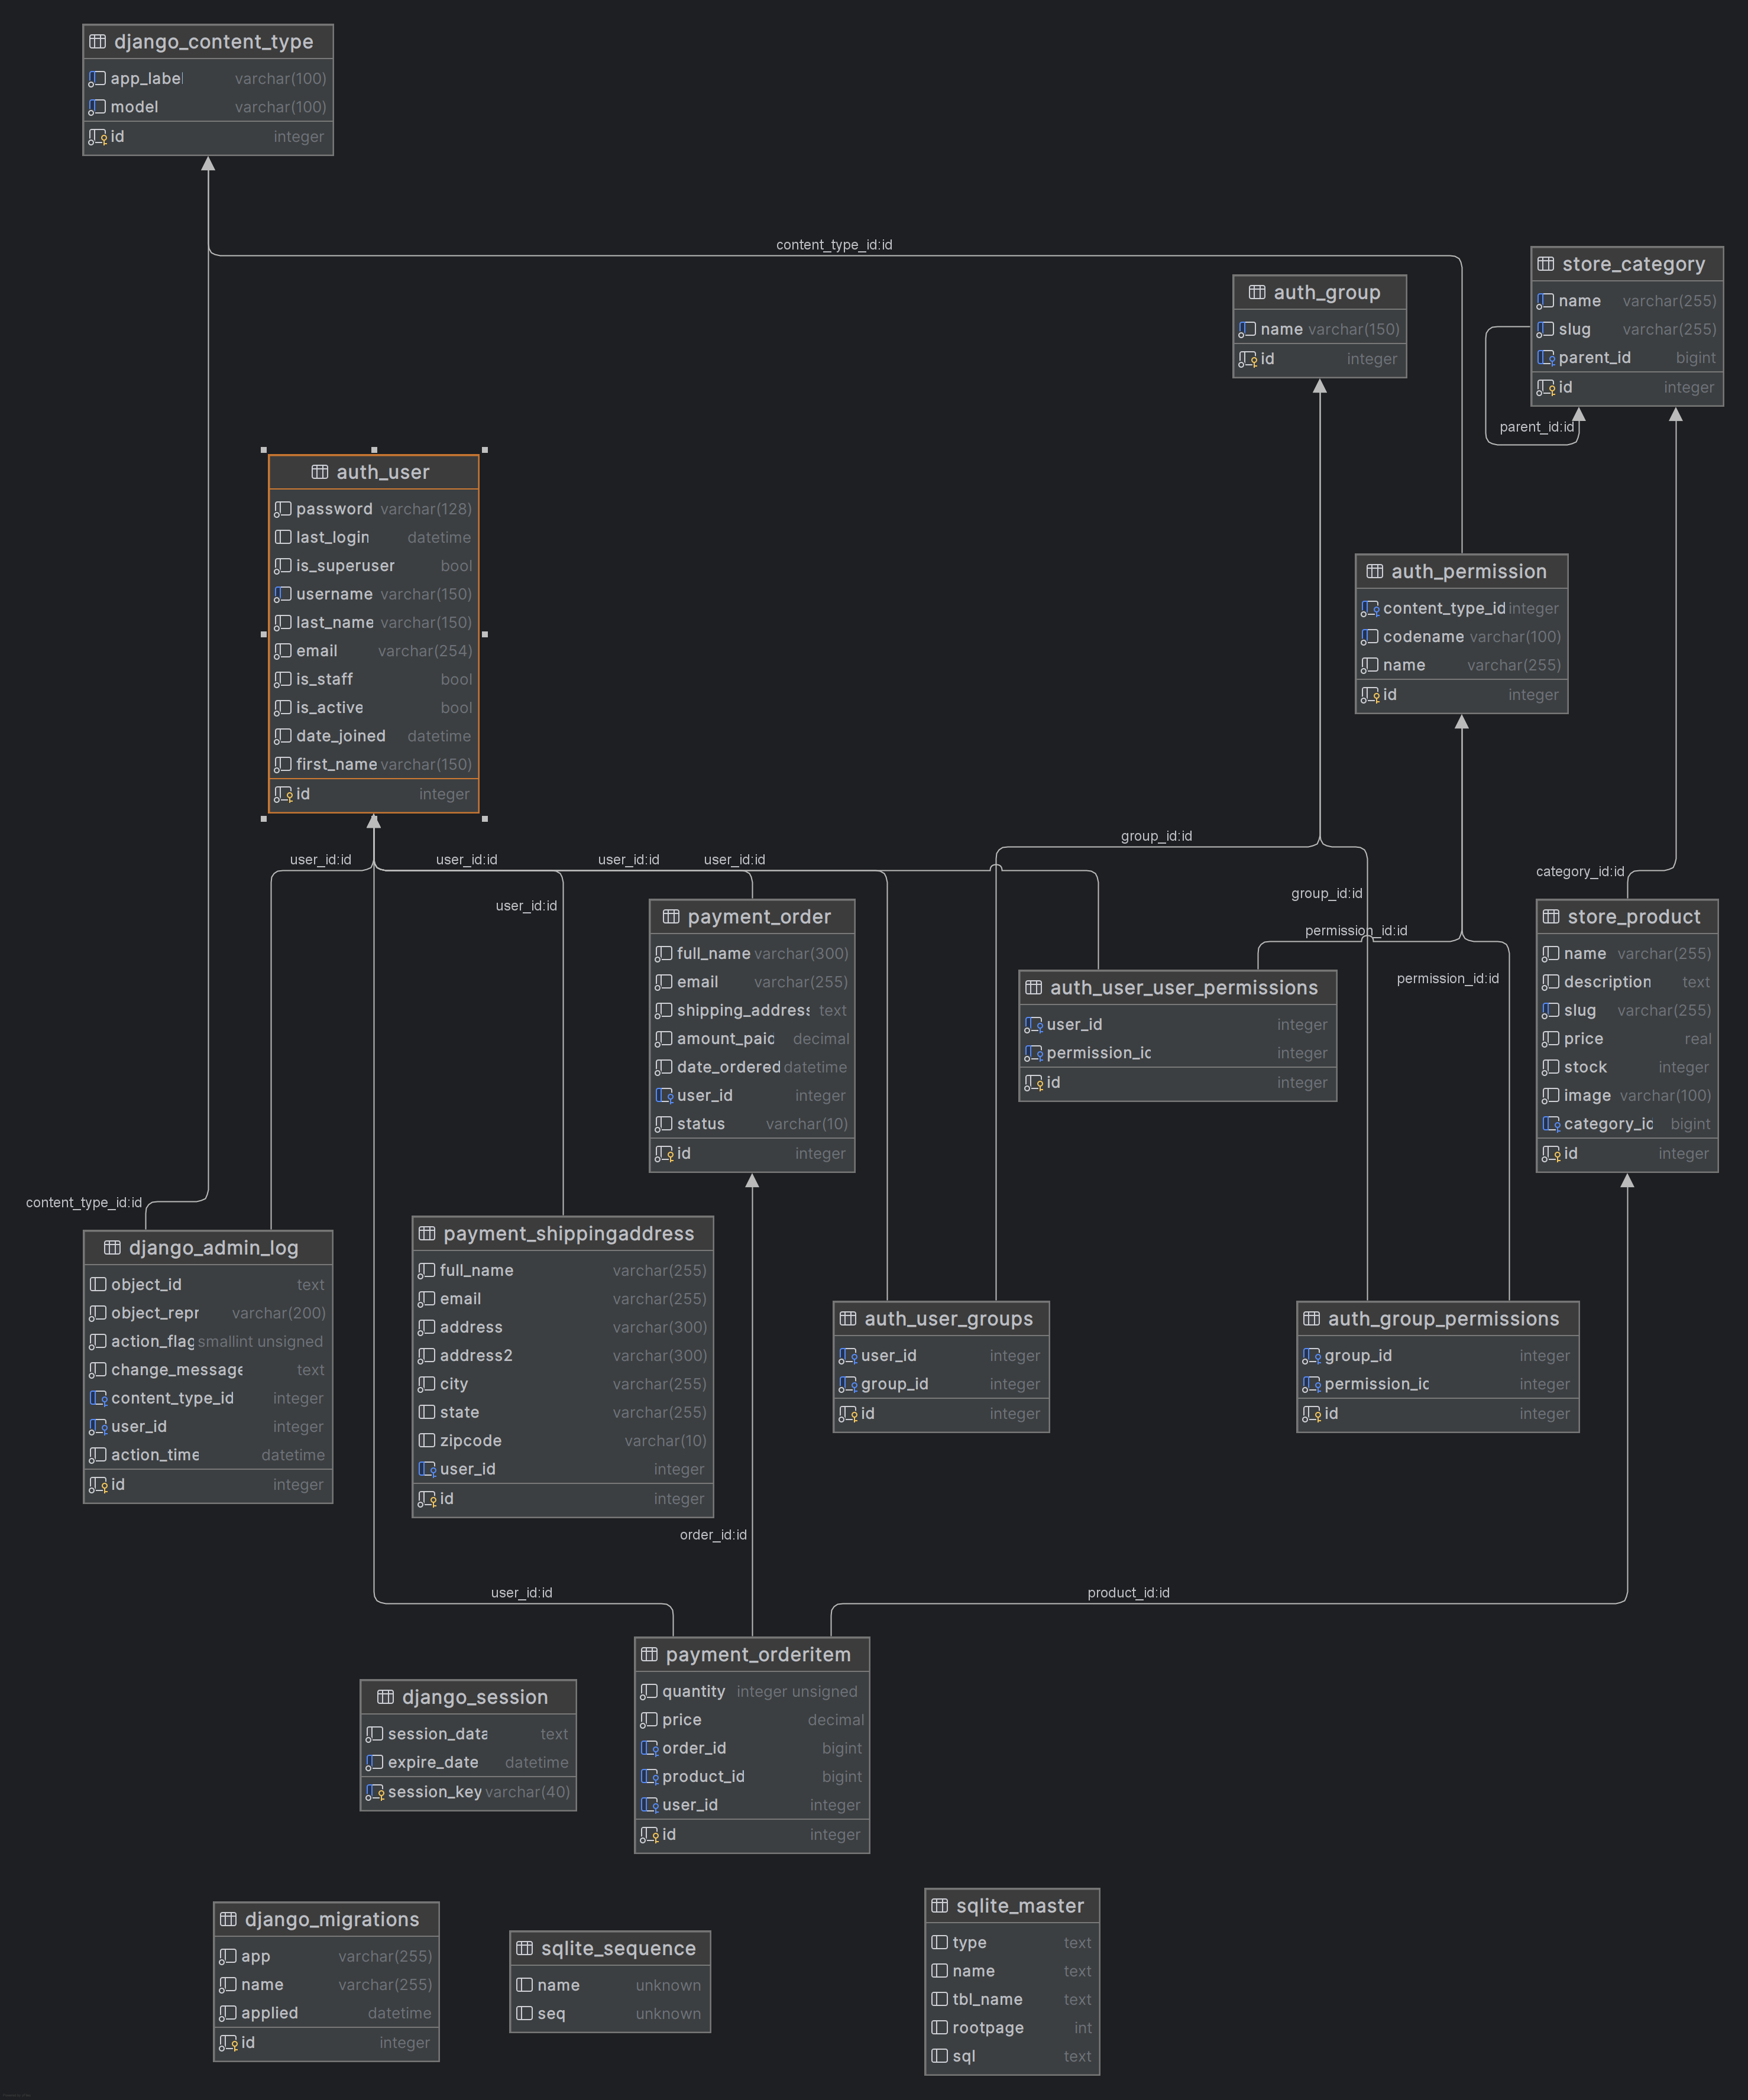 django_content_type
app_label varchar(100)
model varchar(100)
id integer
content_type_id:id
store_category
name varchar(255)
slug varchar(255)
parent_id bigint
id integer
parent_id:id
auth_group
name varchar(150)
id integer
auth_user
password varchar(128)
last_login datetime
is_superuser bool
username varchar(150)
last_name varchar(150)
email varchar(254)
is_staff bool
is_active bool
date_joined datetime
first_name varchar(150)
id integer
auth_permission
content_type_id integer
codename varchar(100)
name varchar(255)
id integer
group_id:id
user_id:id user_id:id user_id:id user_id:id
category_id:id
group_id:id
user_id:id
permission_id:id
permission_id:id
payment_order
full_name varchar(300)
email varchar(255)
shipping_address text
amount_paid decimal
date_ordered datetime
user_id integer
status varchar(10)
id integer
auth_user_user_permissions
user_id integer
permission_id integer
id integer
store_product
name varchar(255)
description text
slug varchar(255)
price real
stock integer
image varchar(100)
category_id bigint
id integer
content_type_id:id
django_admin_log
object_id text
object_repr varchar(200)
action_flag smallint unsigned
change_message text
content_type_id integer
user_id integer
action_time datetime
id integer
payment_shippingaddress
full_name varchar(255)
email varchar(255)
address varchar(300)
address2 varchar(300)
city varchar(255)
state varchar(255)
zipcode varchar(10)
user_id integer
id integer
auth_user_groups
user_id integer
group_id integer
id integer
auth_group_permissions
group_id integer
permission_id integer
id integer
order_id:id
user_id:id
product_id:id
payment_orderitem
quantity integer unsigned
price decimal
order_id bigint
product_id bigint
user_id integer
id integer
django_session
session_data text
expire_date datetime
session_key varchar(40)
django_migrations
app varchar(255)
name varchar(255)
applied datetime
id integer
sqlite_sequence
name unknown
seq unknown
sqlite_master
type text
name text
tbl_name text
rootpage int
sql text